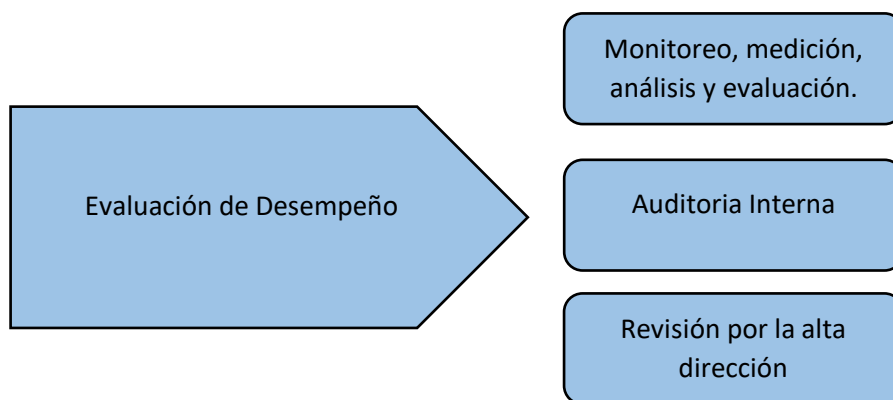 Evaluación de Desempeño
Monitoreo, medición,
análisis y evaluación.
Auditoria Interna
Revisión por la alta
dirección